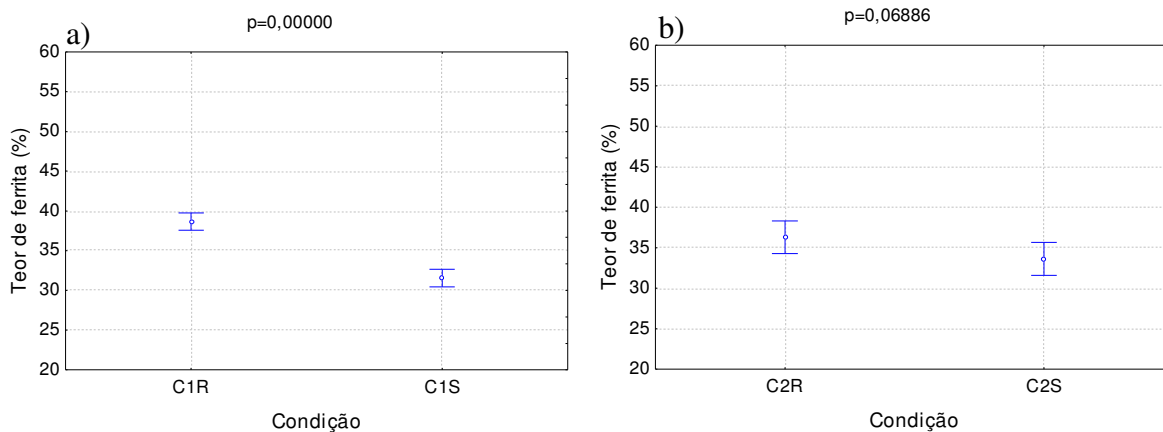 a)
p=0,00000
60
55
50
45
40
35
30
25
20
Teor de ferrita (%)
C1R
C1S
Condição
b)
p=0,06886
60
55
50
45
40
35
30
25
20
Teor de ferrita (%)
C2R
C2S
Condição